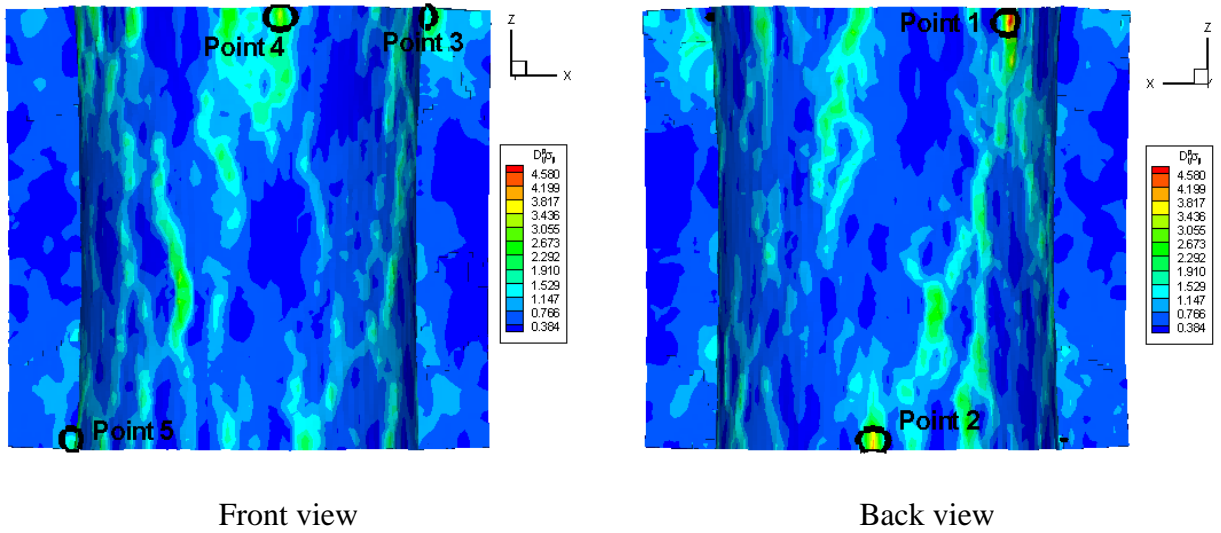 Point 4
Point 3
Z
X
4.580
4.199
3.817
3.436
3.055
2.673
2.292
1.910
1.529
1.147
0.766
0.384
Point 5
Front view
Point 1
Z
X
Y
4.580
4.199
3.817
3.436
3.055
2.673
2.292
1.910
1.529
1.147
0.766
0.384
Point 2
Back view